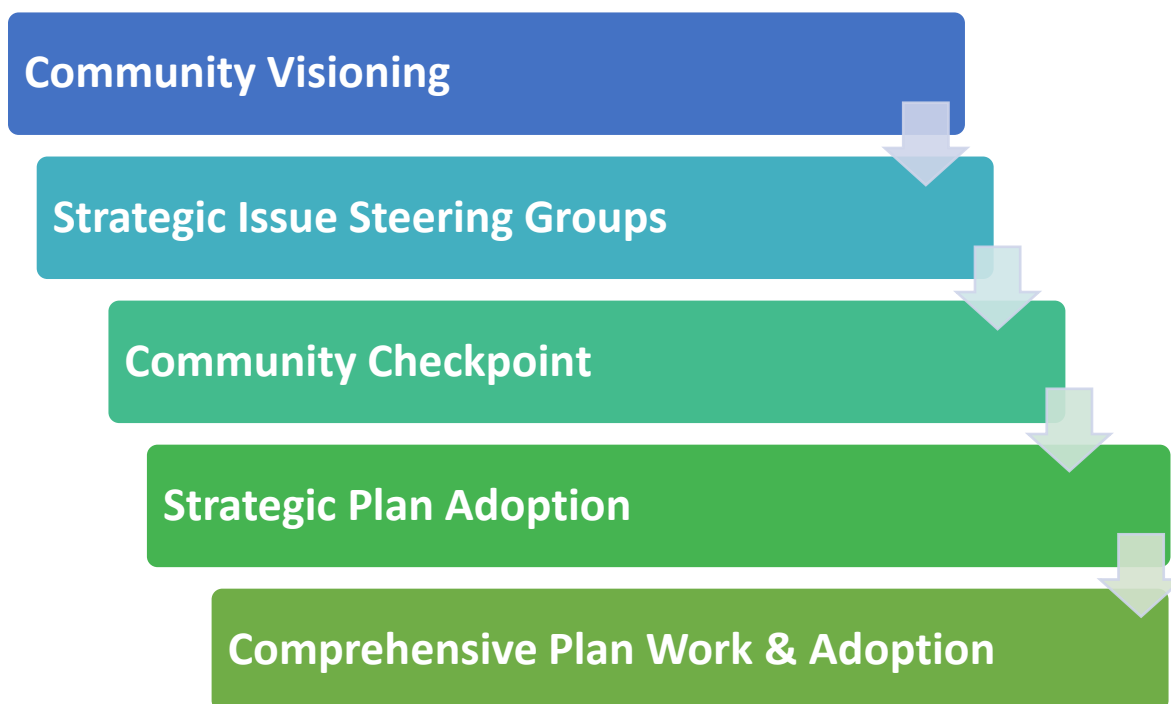 Community Visioning
Strategic Issue Steering Groups
Community Checkpoint
Strategic Plan Adoption
Comprehensive Plan Work & Adoption